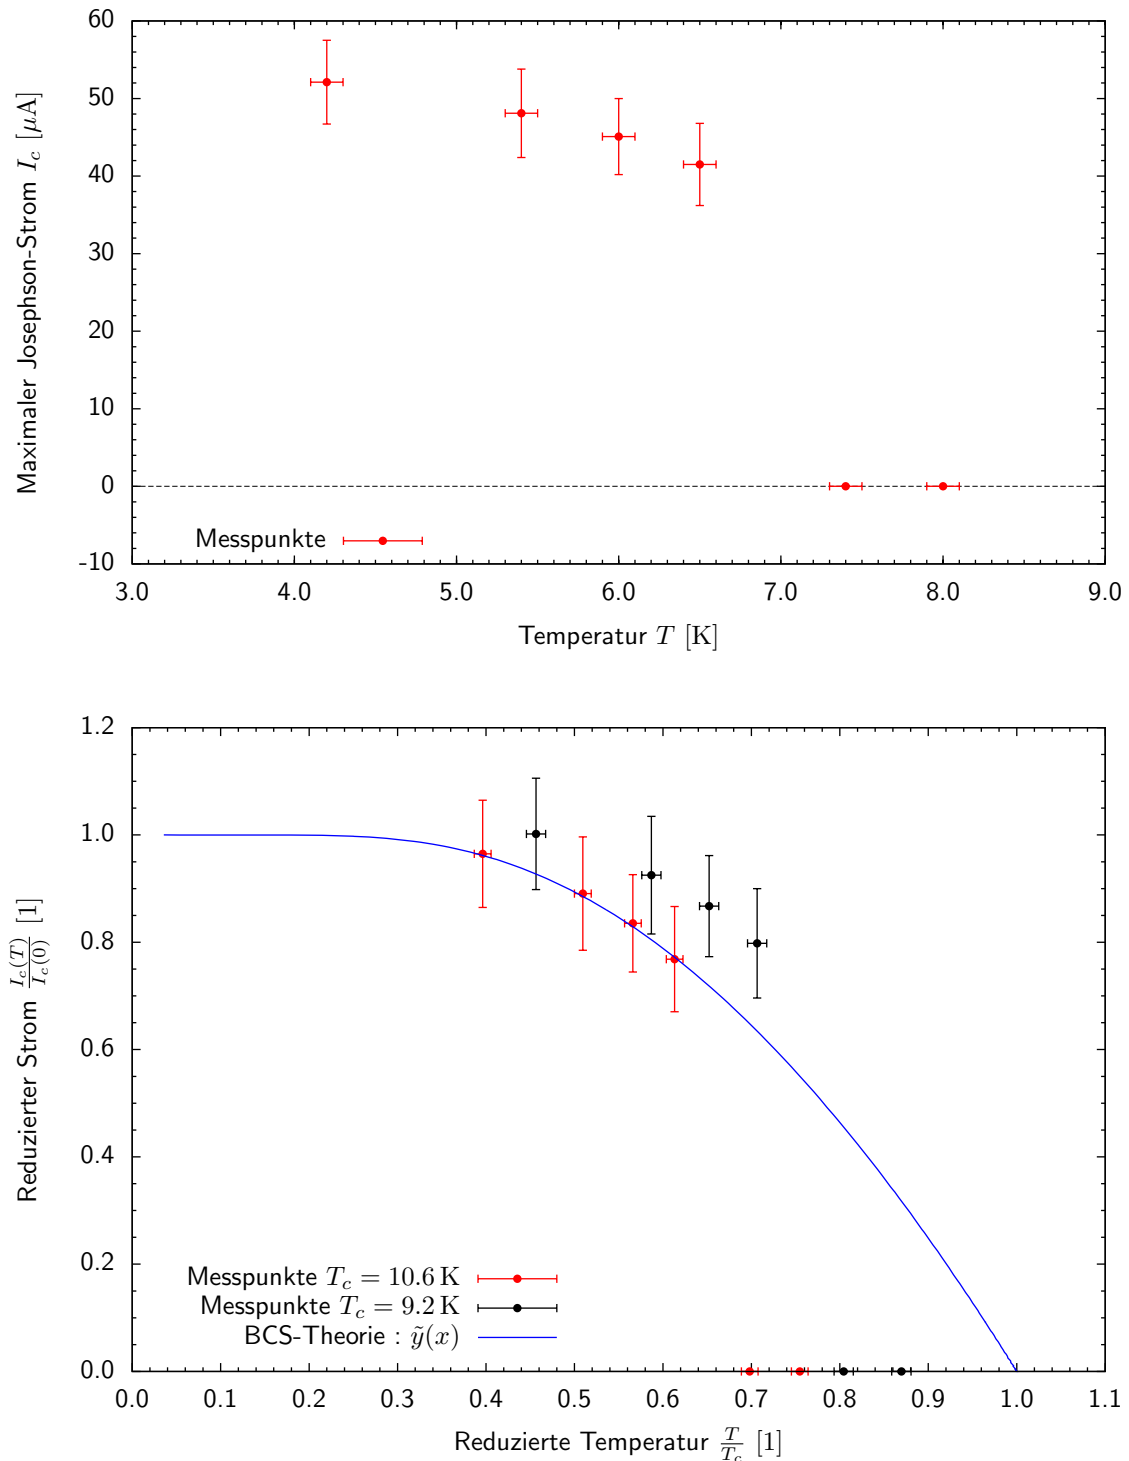 60
50
40
30
20
10
0
-10
Maximaler Josephson-Strom I_c [μA]
Messpunkte
3.0 4.0 5.0 6.0 7.0 8.0 9.0
Temperatur T [K]
1.2
1.0
0.8
0.6
0.4
0.2
0.0
Reduzierter Strom I_c(T)/I_c(0) [1]
Messpunkte T_c = 10.6 K
Messpunkte T_c = 9.2 K
BCS-Theorie : ỹ(x)
0.0 0.1 0.2 0.3 0.4 0.5 0.6 0.7 0.8 0.9 1.0 1.1
Reduzierte Temperatur T/T_c [1]